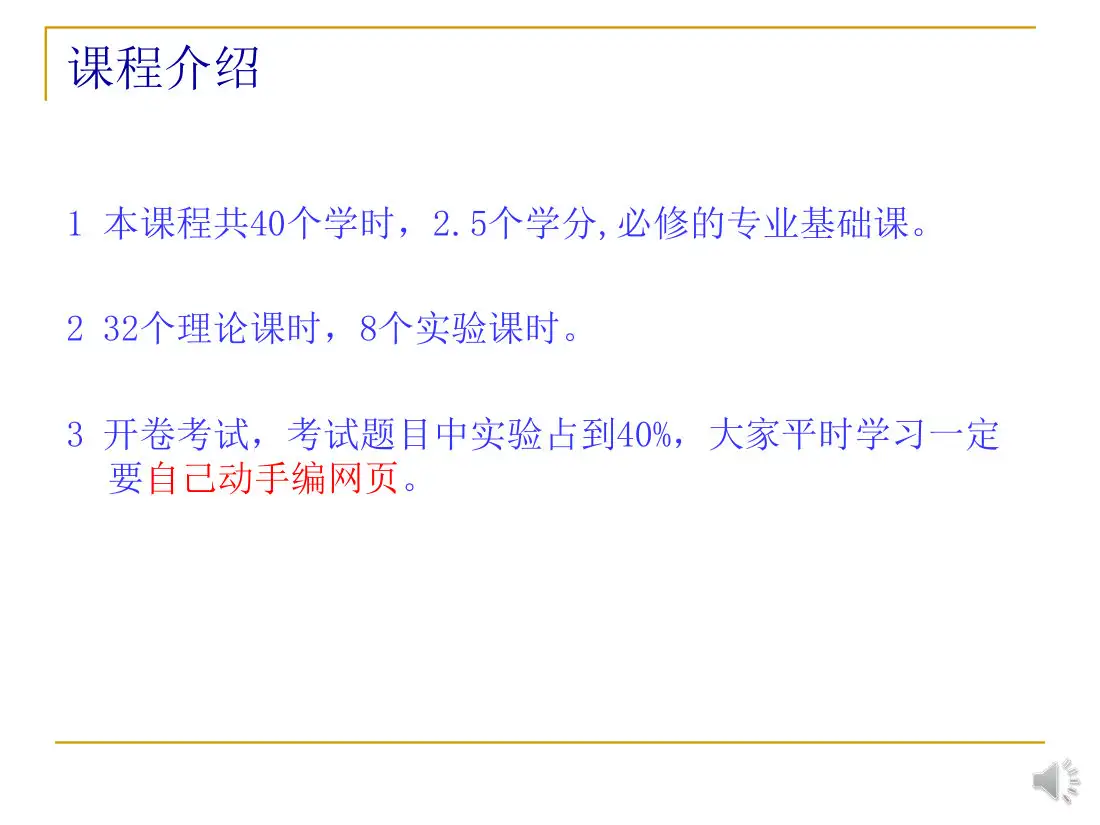 课程介绍
1 本课程共40个学时，2.5个学分,必修的专业基础课。
2 32个理论课时，8个实验课时。
3 开卷考试，考试题目中实验占到40%，大家平时学习一定
要自己动手编网页。